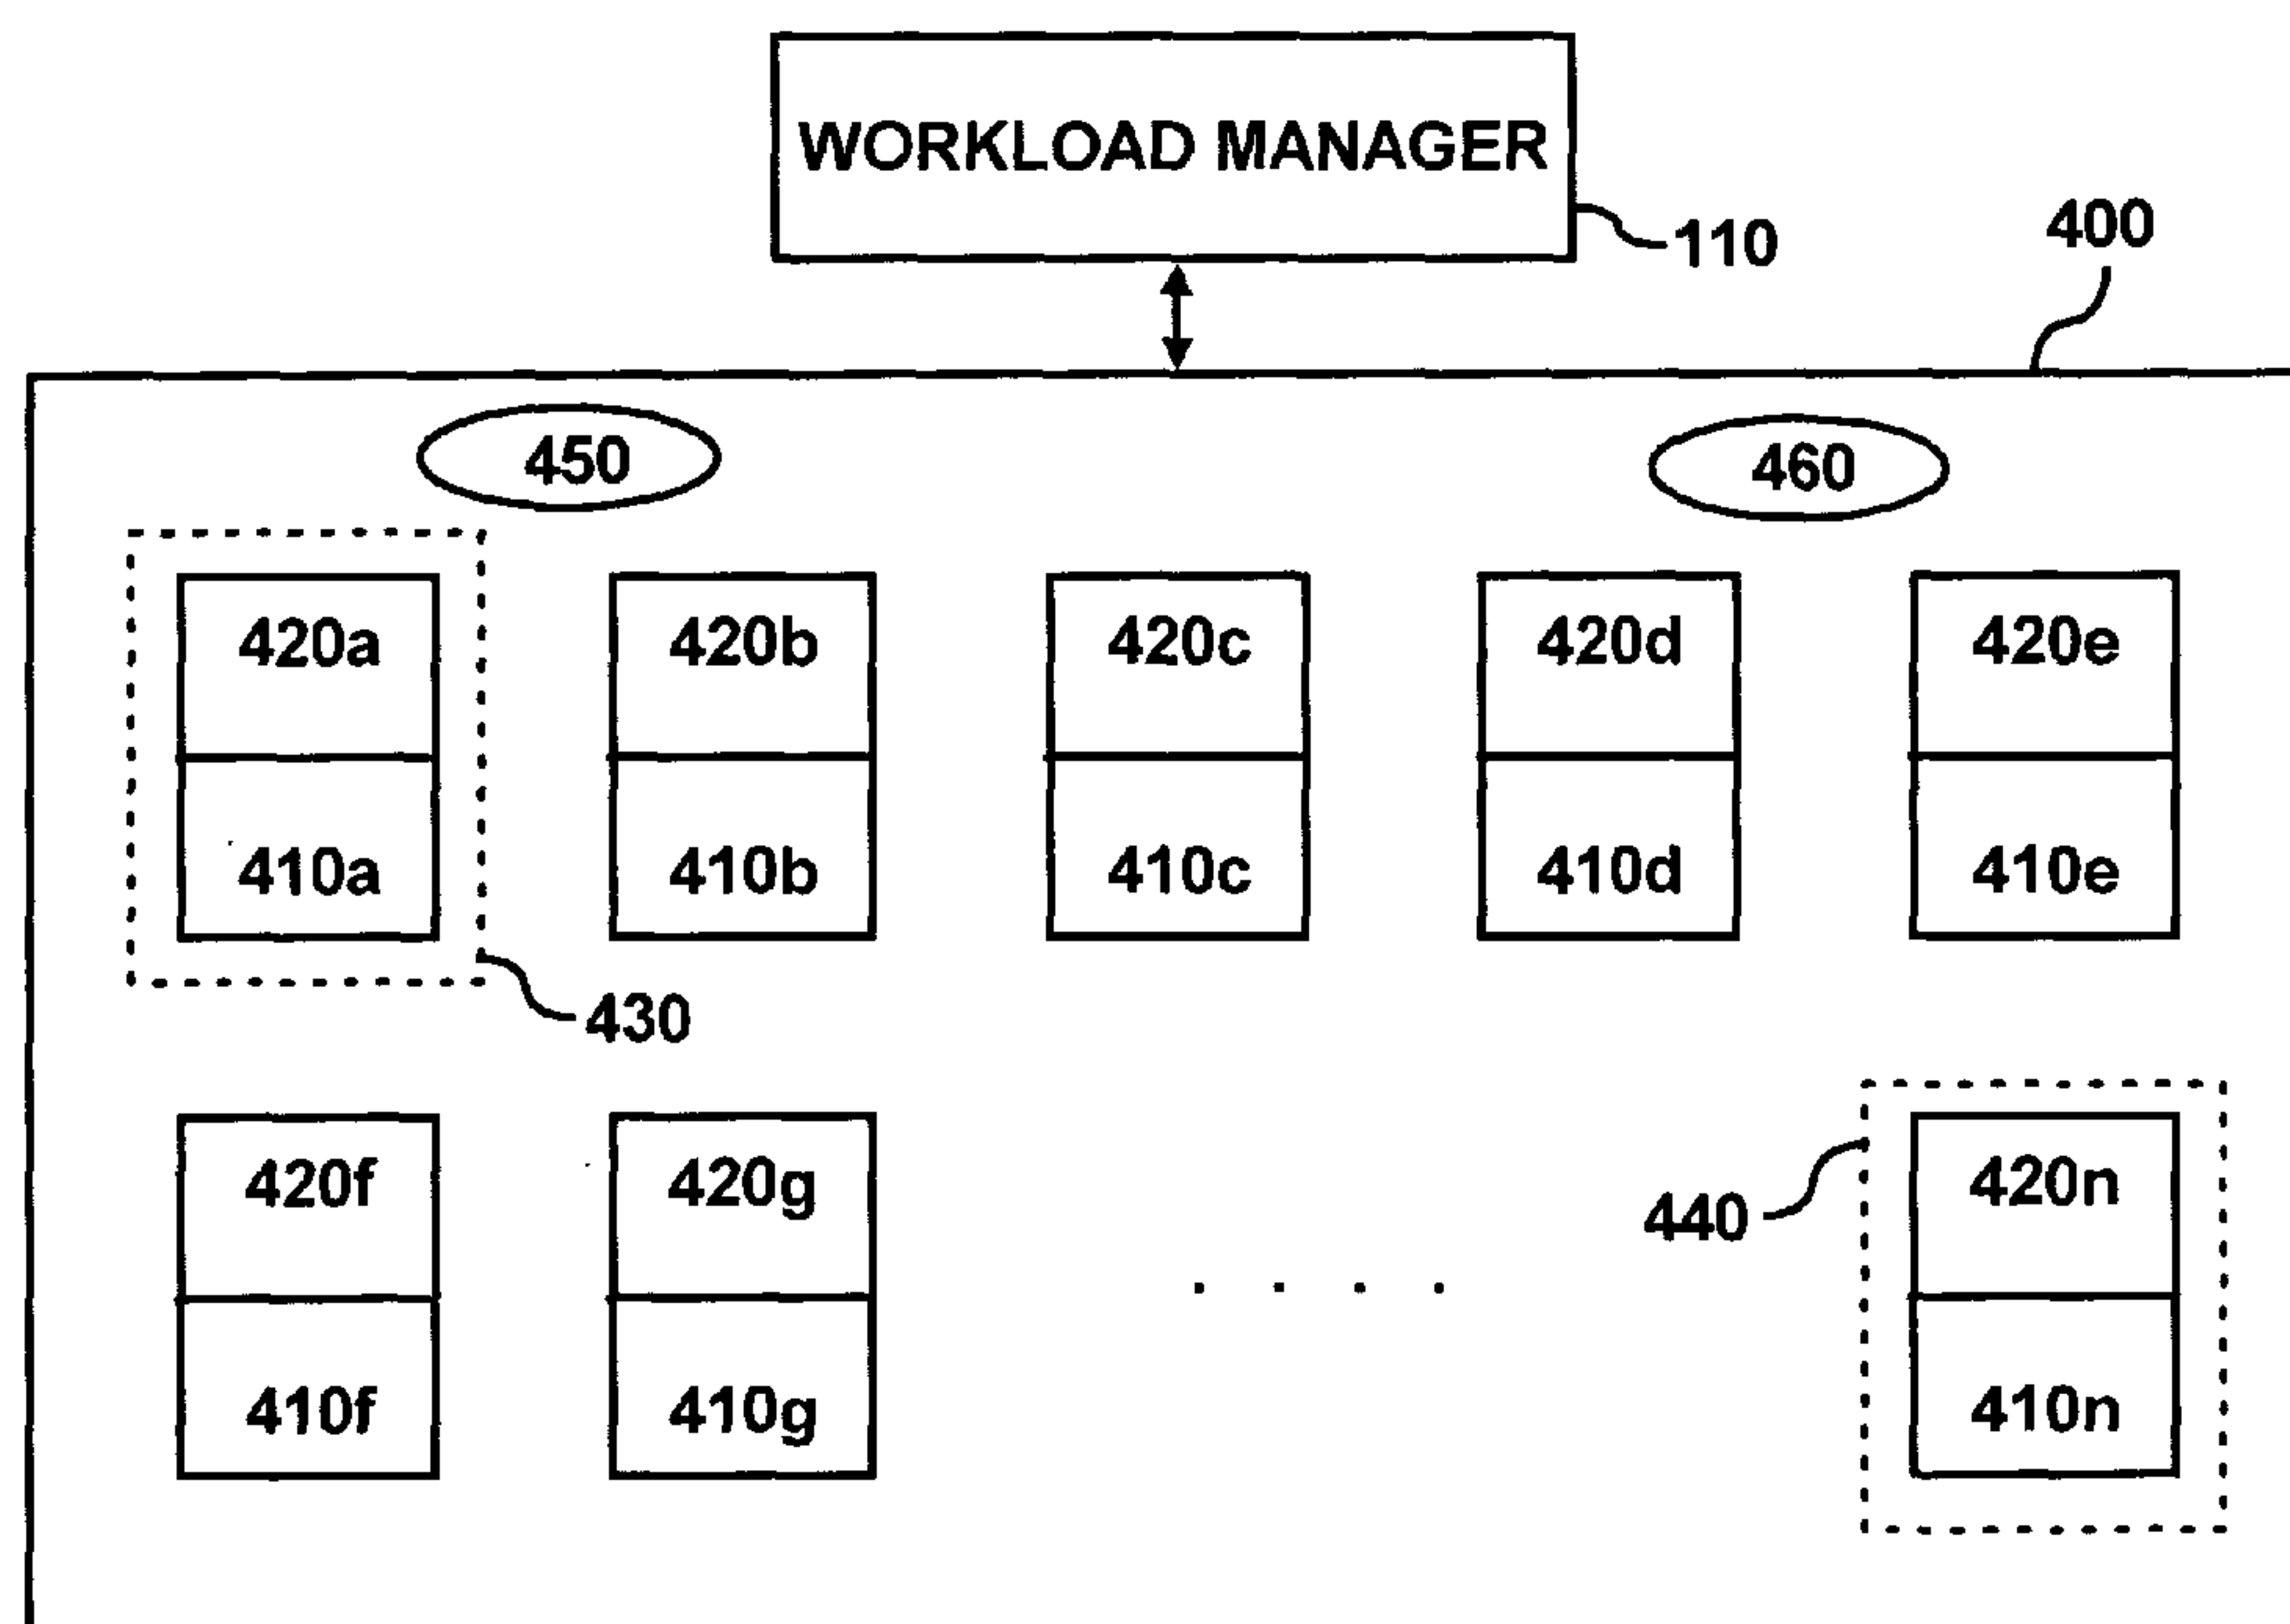 WORKLOAD MANAGER
110
400
450
460
420a
420b
420c
420d
420e
410a
410b
410c
410d
410e
430
420f
420g
420n
440
. . . .
410f
410g
410n